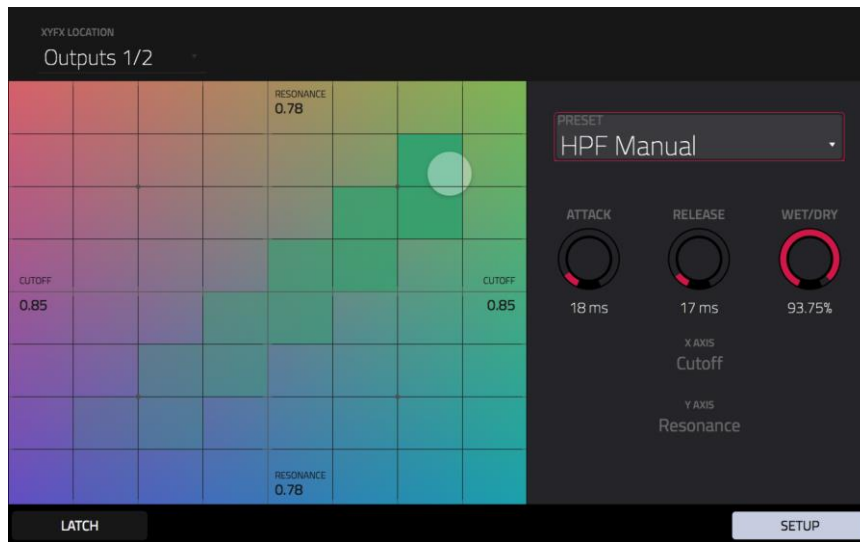 XYFX LOCATION
Outputs 1/2
RESONANCE
0.78
CUTOFF
0.85
CUTOFF
0.85
RESONANCE
0.78
PRESET
HPF Manual
ATTACK
RELEASE
WET/DRY
18 ms
17 ms
93.75%
X AXIS
Cutoff
Y AXIS
Resonance
LATCH
SETUP